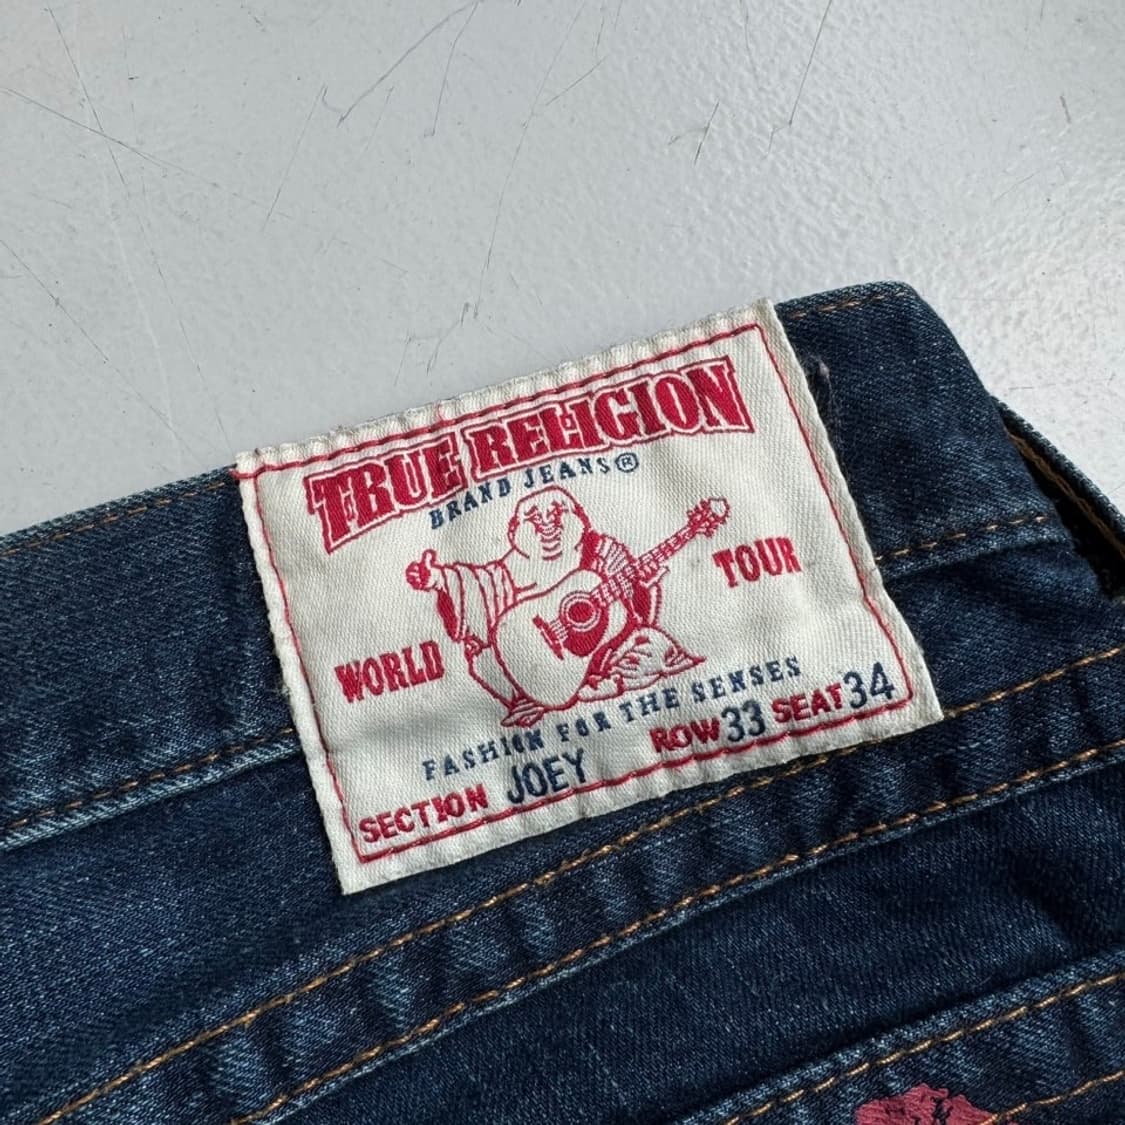 TRUE RELIGION
BRAND JEANS®
WORLD TOUR
FASHION FOR THE SENSES
SECTION JOEY ROW 33 SEAT 34